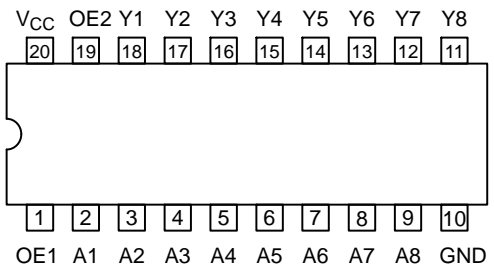 VCC OE2 Y1 Y2 Y3 Y4 Y5 Y6 Y7 Y8
20 19 18 17 16 15 14 13 12 11
1 2 3 4 5 6 7 8 9 10
OE1 A1 A2 A3 A4 A5 A6 A7 A8 GND